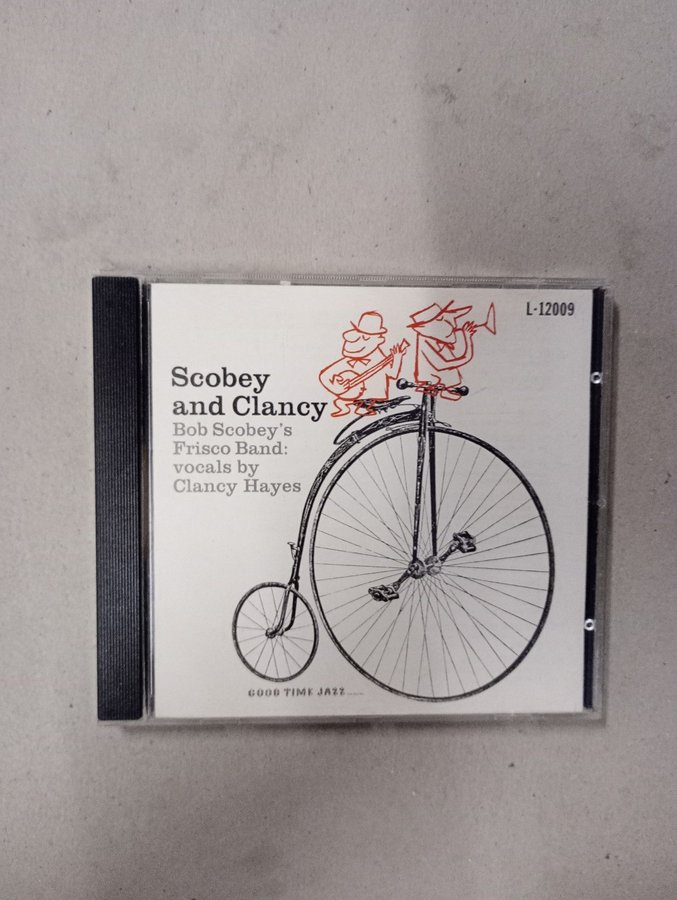 L-12009
Scobey
and Clancy
Bob Scobey's
Frisco Band:
vocals by
Clancy Hayes
GOOD TIME JAZZ